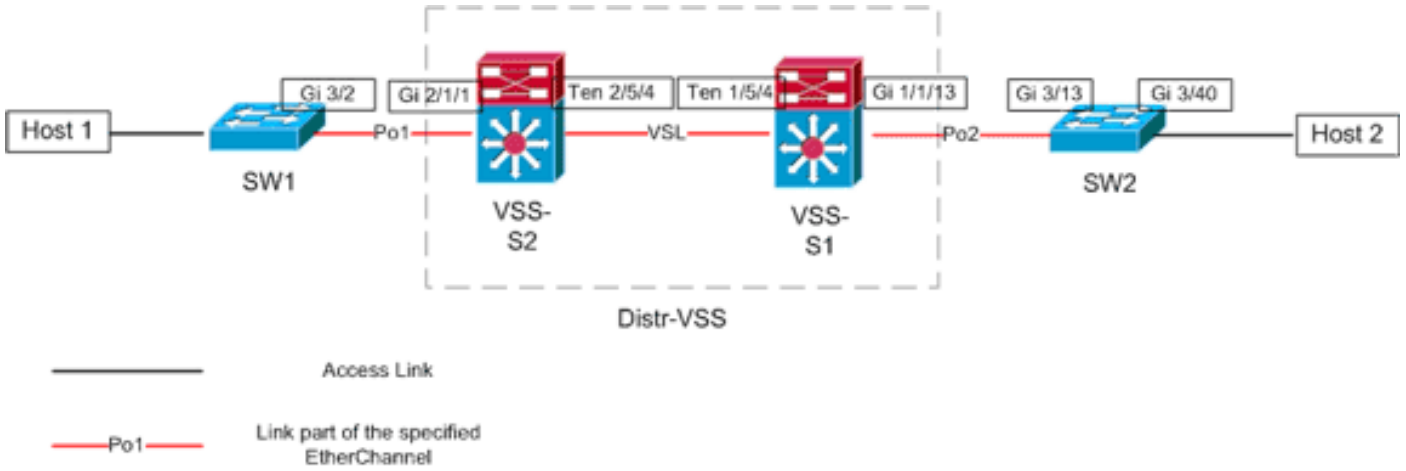 Gi 3/2
Gi 2/1/1
Ten 2/5/4
Ten 1/5/4
Gi 1/1/13
Gi 3/13
Gi 3/40
Host 1
Po1
VSL
Po2
Host 2
SW1
VSS-
S2
VSS-
S1
SW2
Distr-VSS
Access Link
Po1
Link part of the specified
EtherChannel